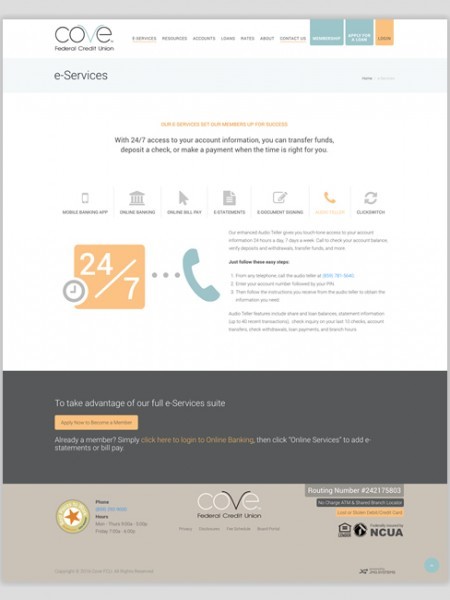 cove
Federal Credit Union
E-SERVICES RESOURCES ACCOUNTS LOANS RATES ABOUT CONTACT US MEMBERSHIP APPLY FOR A LOAN LOGIN
e-Services
Home / e-Services
OUR E-SERVICES SET OUR MEMBERS UP FOR SUCCESS
With 24/7 access to your account information, you can transfer funds,
deposit a check, or make a payment when the time is right for you.
MOBILE BANKING APP ONLINE BANKING ONLINE BILL PAY E-STATEMENTS E-DOCUMENT SIGNING AUDIO TELLER CLICKSWITCH
24/7
Our enhanced Audio Teller gives you touch-tone access to your account
information 24 hours a day, 7 days a week. Call to check your account balance,
verify deposits and withdrawals, transfer funds, and more.
Just follow these easy steps:
1. From any telephone, call the audio teller at
2. Enter your account number followed by your PIN.
3. Then follow the instructions you receive from the audio teller to obtain the
information you need.
Audio Teller features include share and loan balances, statement information
(up to 40 recent transactions), check inquiry on last 10 checks, account
transfers, check withdrawals, loan payments, and branch hours.
To take advantage of our full e-Services suite
Apply Now to Become a Member
Already a member? Simply click here to login to Online Banking, then click "Online Services" to add e-
statements or bill pay.
Phone
Hours
Mon - Thurs 9:00a - 5:00p
Friday 9:00a - 6:00p
cove
Federal Credit Union
Privacy Disclosures Fee Schedule Board Portal
Routing Number #242175803
No Charge ATM & Shared Branch Locator
Lost or Stolen Debit/Credit Card
EQUAL HOUSING LENDER
Federally Insured by
NCUA
All Rights Reserved